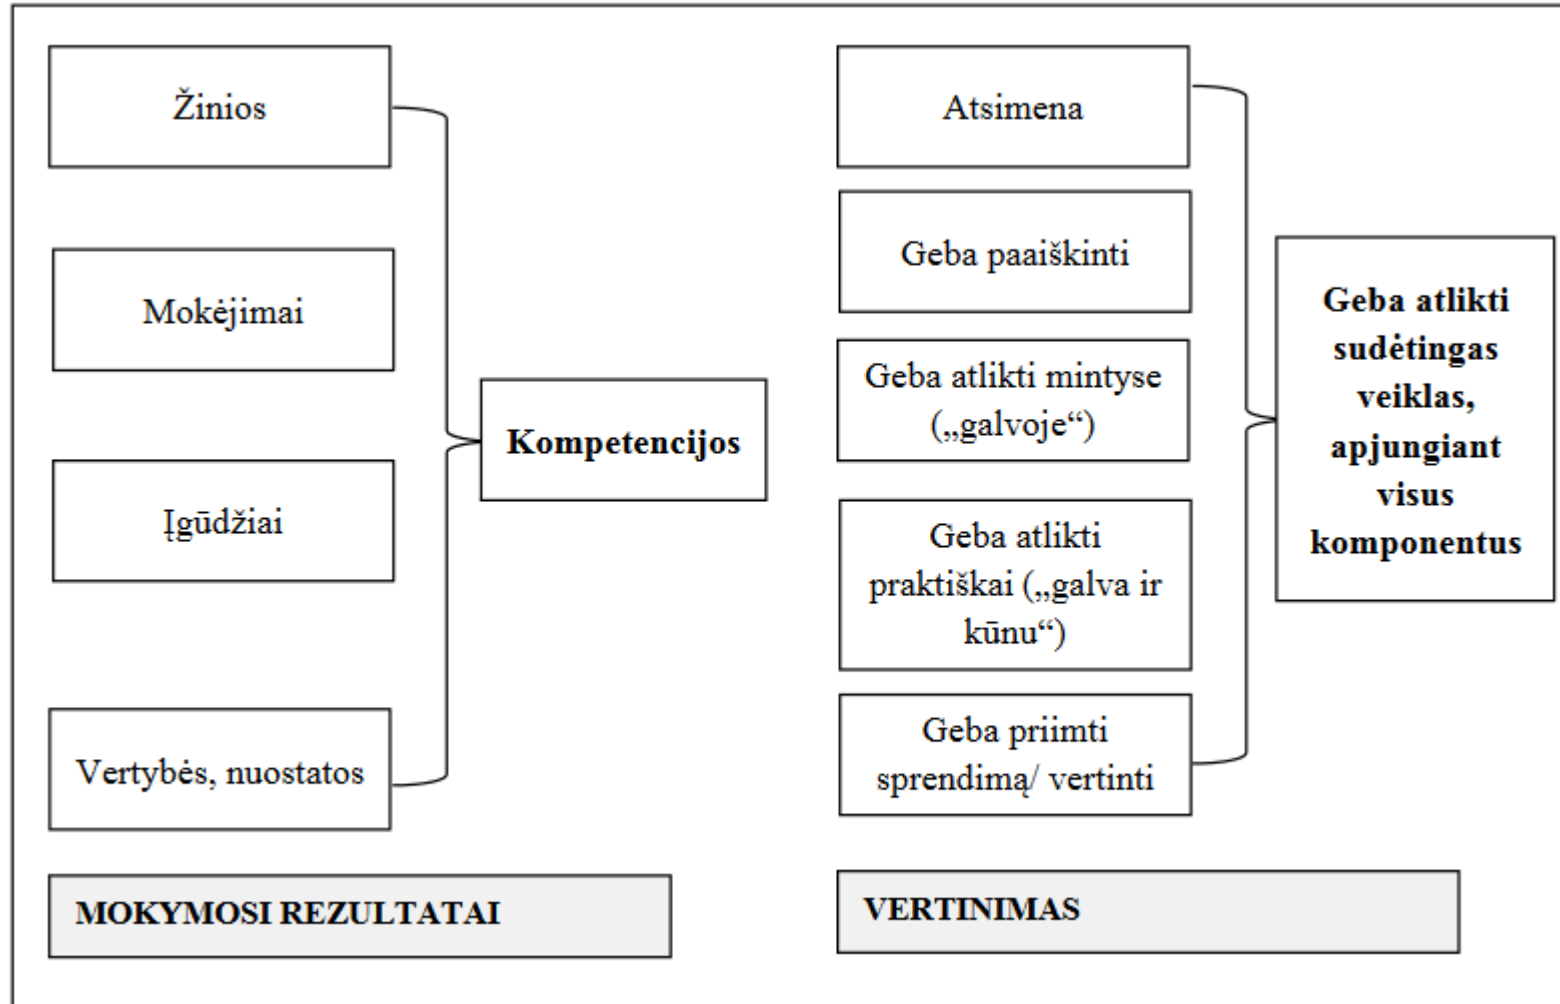 Žinios
Mokėjimai
Įgūdžiai
Vertybės, nuostatos
Kompetencijos
MOKYMOSI REZULTATAI
Atsimena
Geba paaiškinti
Geba atlikti mintyse
(„galvoje“)
Geba atlikti
praktiškai („galva ir
kūnu“)
Geba priimti
sprendimą/ vertinti
Geba atlikti
sudėtingas
veiklas,
apjungiant
visus
komponentus
VERTINIMAS